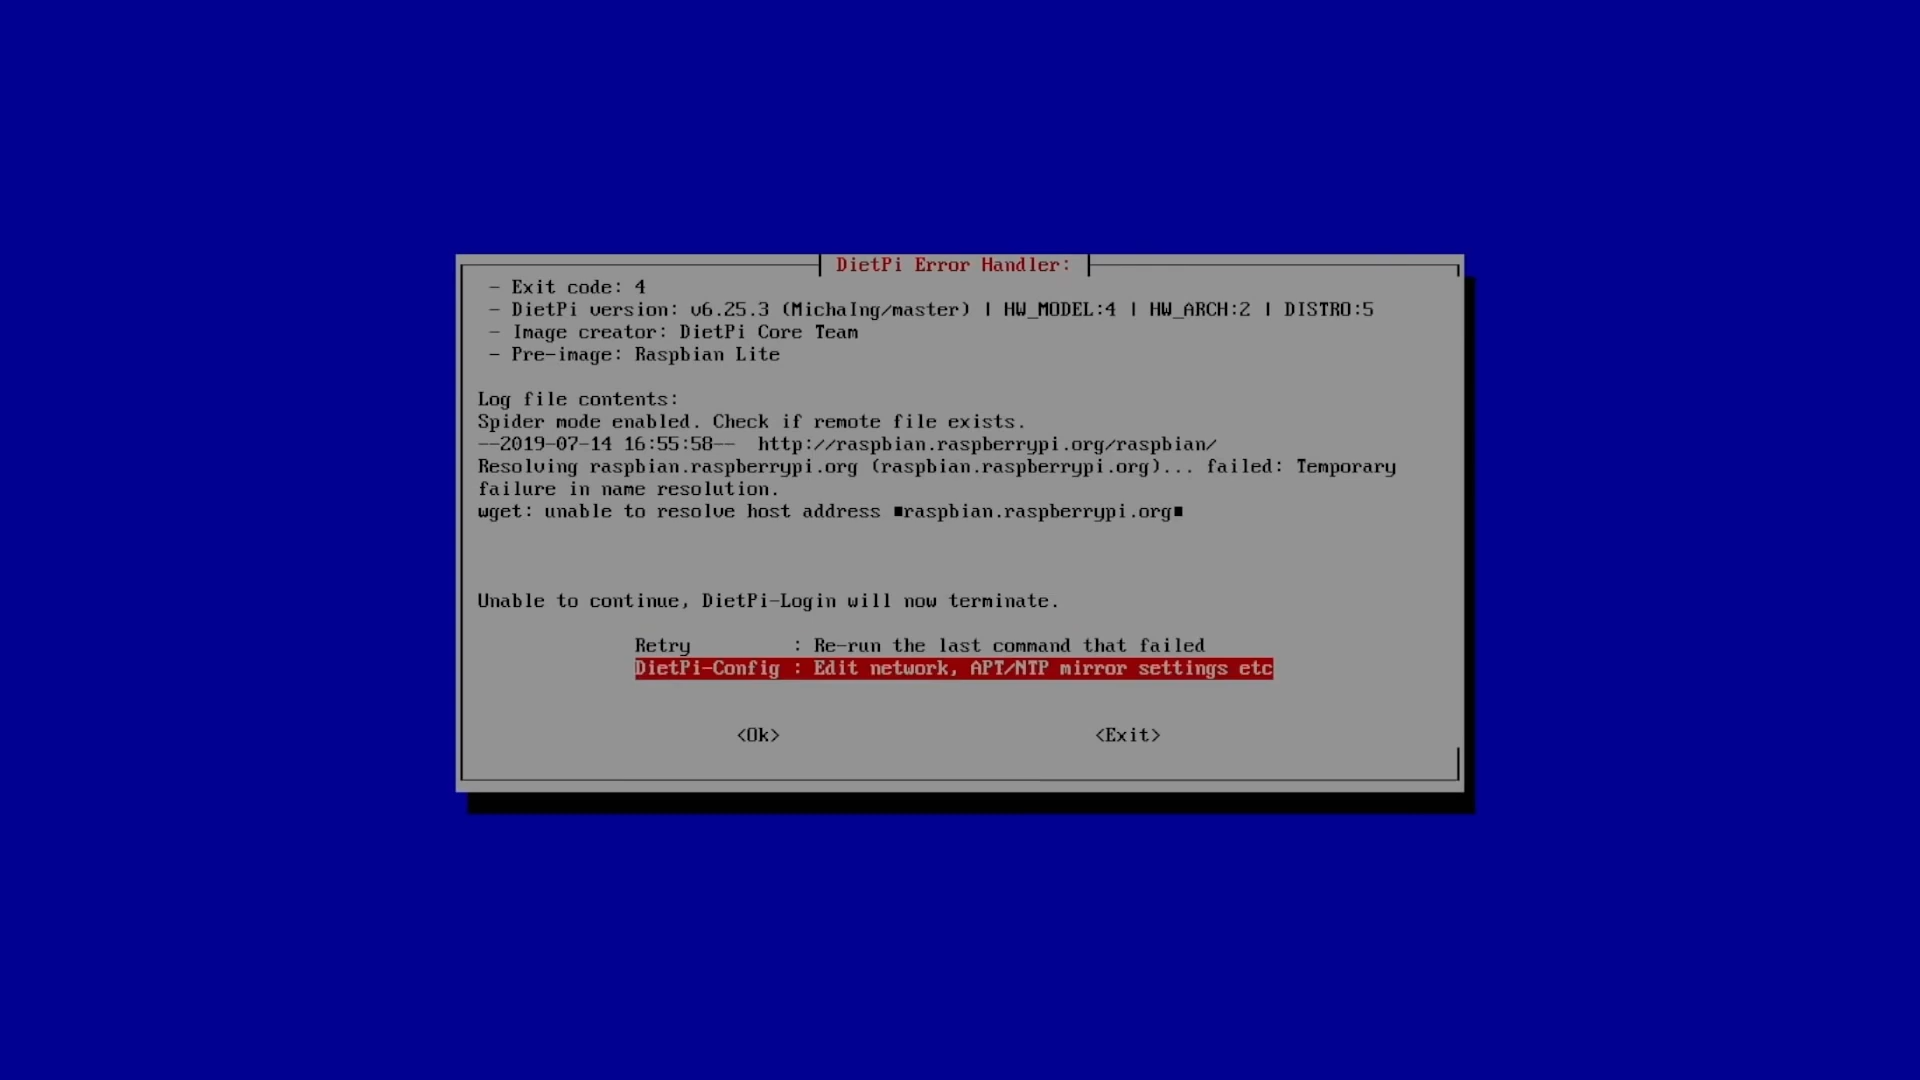 DietPi Error Handler:
- Exit code: 4
- DietPi version: v6.25.3 (MichaIng/master) | HW_MODEL:4 | HW_ARCH:2 | DISTRO:5
- Image creator: DietPi Core Team
- Pre-image: Raspbian Lite
Log file contents:
Spider mode enabled. Check if remote file exists.
--2019-07-14 16:55:58--  http://raspbian.raspberrypi.org/raspbian/
Resolving raspbian.raspberrypi.org (raspbian.raspberrypi.org)... failed: Temporary
failure in name resolution.
wget: unable to resolve host address ■raspbian.raspberrypi.org■
Unable to continue, DietPi-Login will now terminate.
Retry : Re-run the last command that failed
DietPi-Config : Edit network, APT/NTP mirror settings etc
<Ok> <Exit>